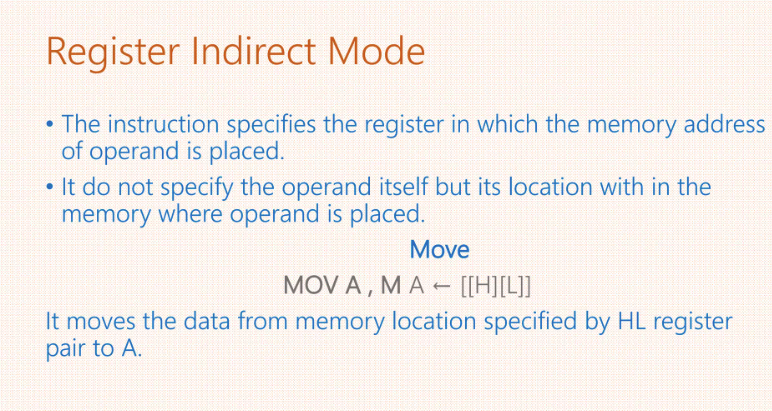 Register Indirect Mode
• The instruction specifies the register in which the memory address
of operand is placed.
• It do not specify the operand itself but its location with in the
memory where operand is placed.
Move
MOV A , M A ← [[H][L]]
It moves the data from memory location specified by HL register
pair to A.